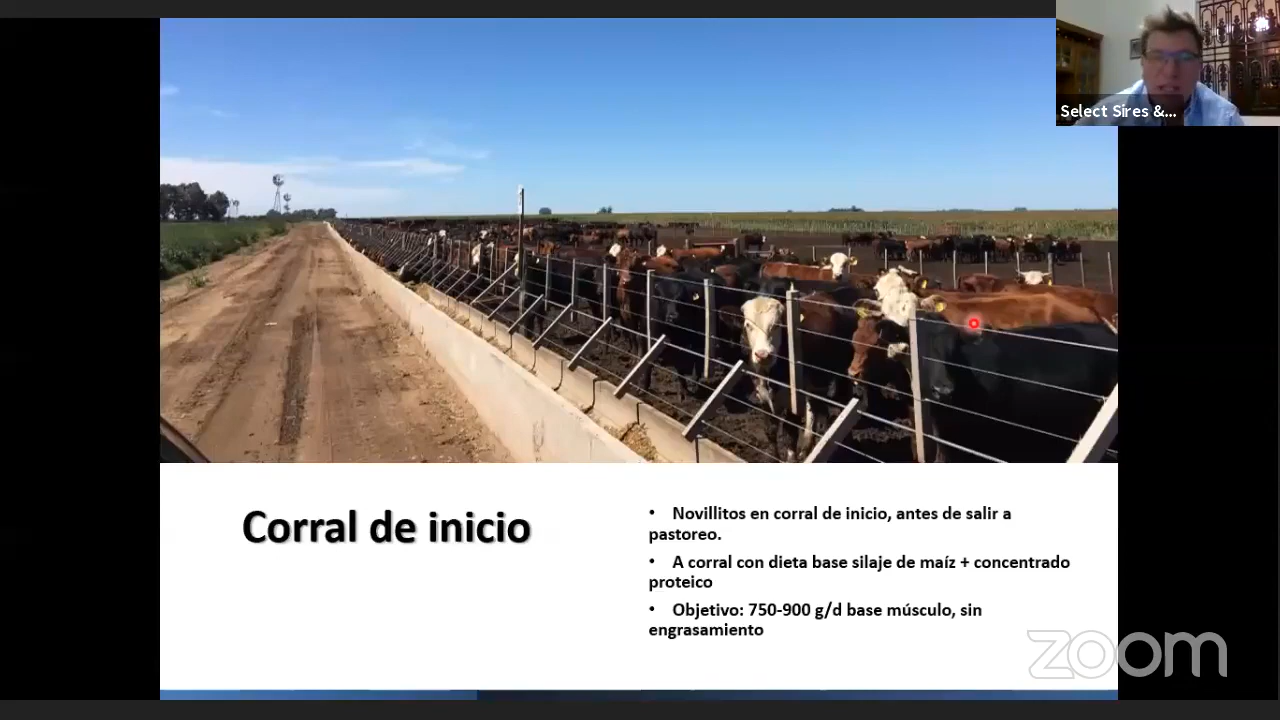 Select Sires &...
Corral de inicio
• Novillitos en corral de inicio, antes de salir a
pastoreo.
• A corral con dieta base silaje de maíz + concentrado
proteico
• Objetivo: 750-900 g/d base músculo, sin
engrasamiento
zoom